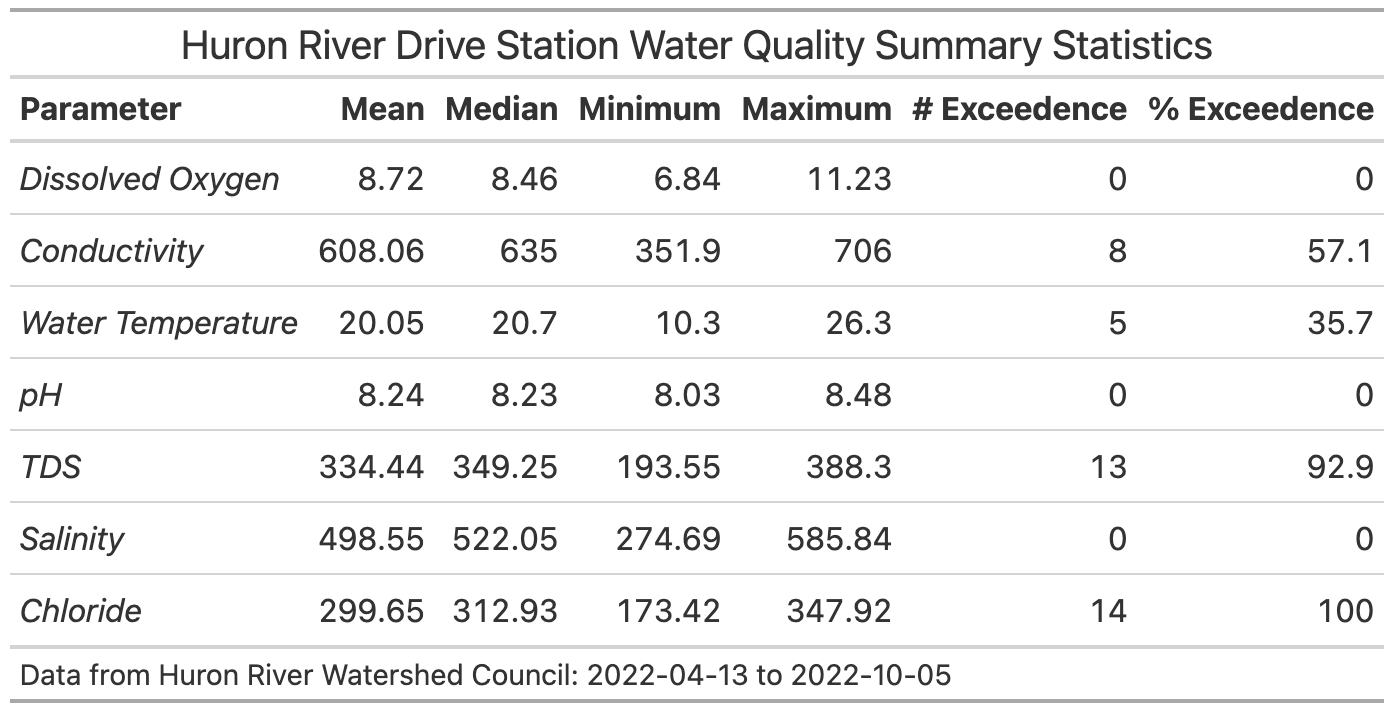 Huron River Drive Station Water Quality Summary Statistics
Parameter Mean Median Minimum Maximum # Exceedence % Exceedence
Dissolved Oxygen 8.72 8.46 6.84 11.23 0 0
Conductivity 608.06 635 351.9 706 8 57.1
Water Temperature 20.05 20.7 10.3 26.3 5 35.7
pH 8.24 8.23 8.03 8.48 0 0
TDS 334.44 349.25 193.55 388.3 13 92.9
Salinity 498.55 522.05 274.69 585.84 0 0
Chloride 299.65 312.93 173.42 347.92 14 100
Data from Huron River Watershed Council: 2022-04-13 to 2022-10-05